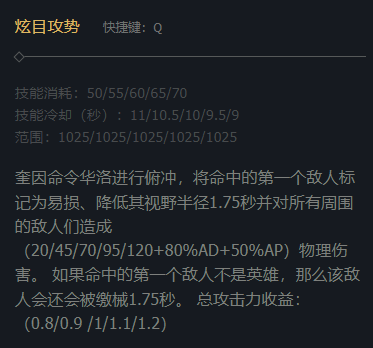 炫目攻势 快捷键：Q
技能消耗：50/55/60/65/70
技能冷却（秒）：11/10.5/10/9.5/9
范围：1025/1025/1025/1025/1025
奎因命令华洛进行俯冲，将命中的第一个敌人标
记为易损、降低其视野半径1.75秒并对所有周围
的敌人们造成
（20/45/70/95/120+80%AD+50%AP）物理伤
害。 如果命中的第一个敌人不是英雄，那么该敌
人会还会被缴械1.75秒。 总攻击力收益：
（0.8/0.9 /1/1.1/1.2）